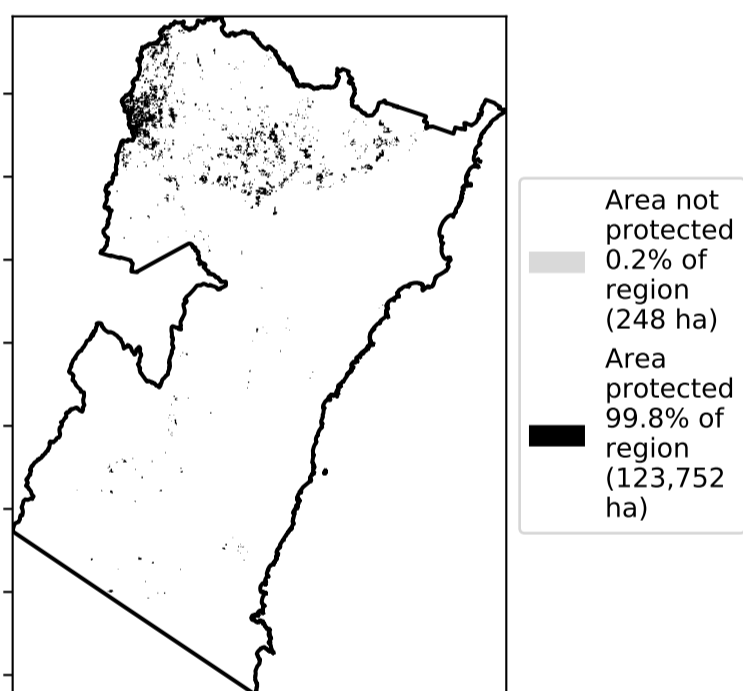 Area not
protected
0.2% of
region
(248 ha)
Area
protected
99.8% of
region
(123,752
ha)